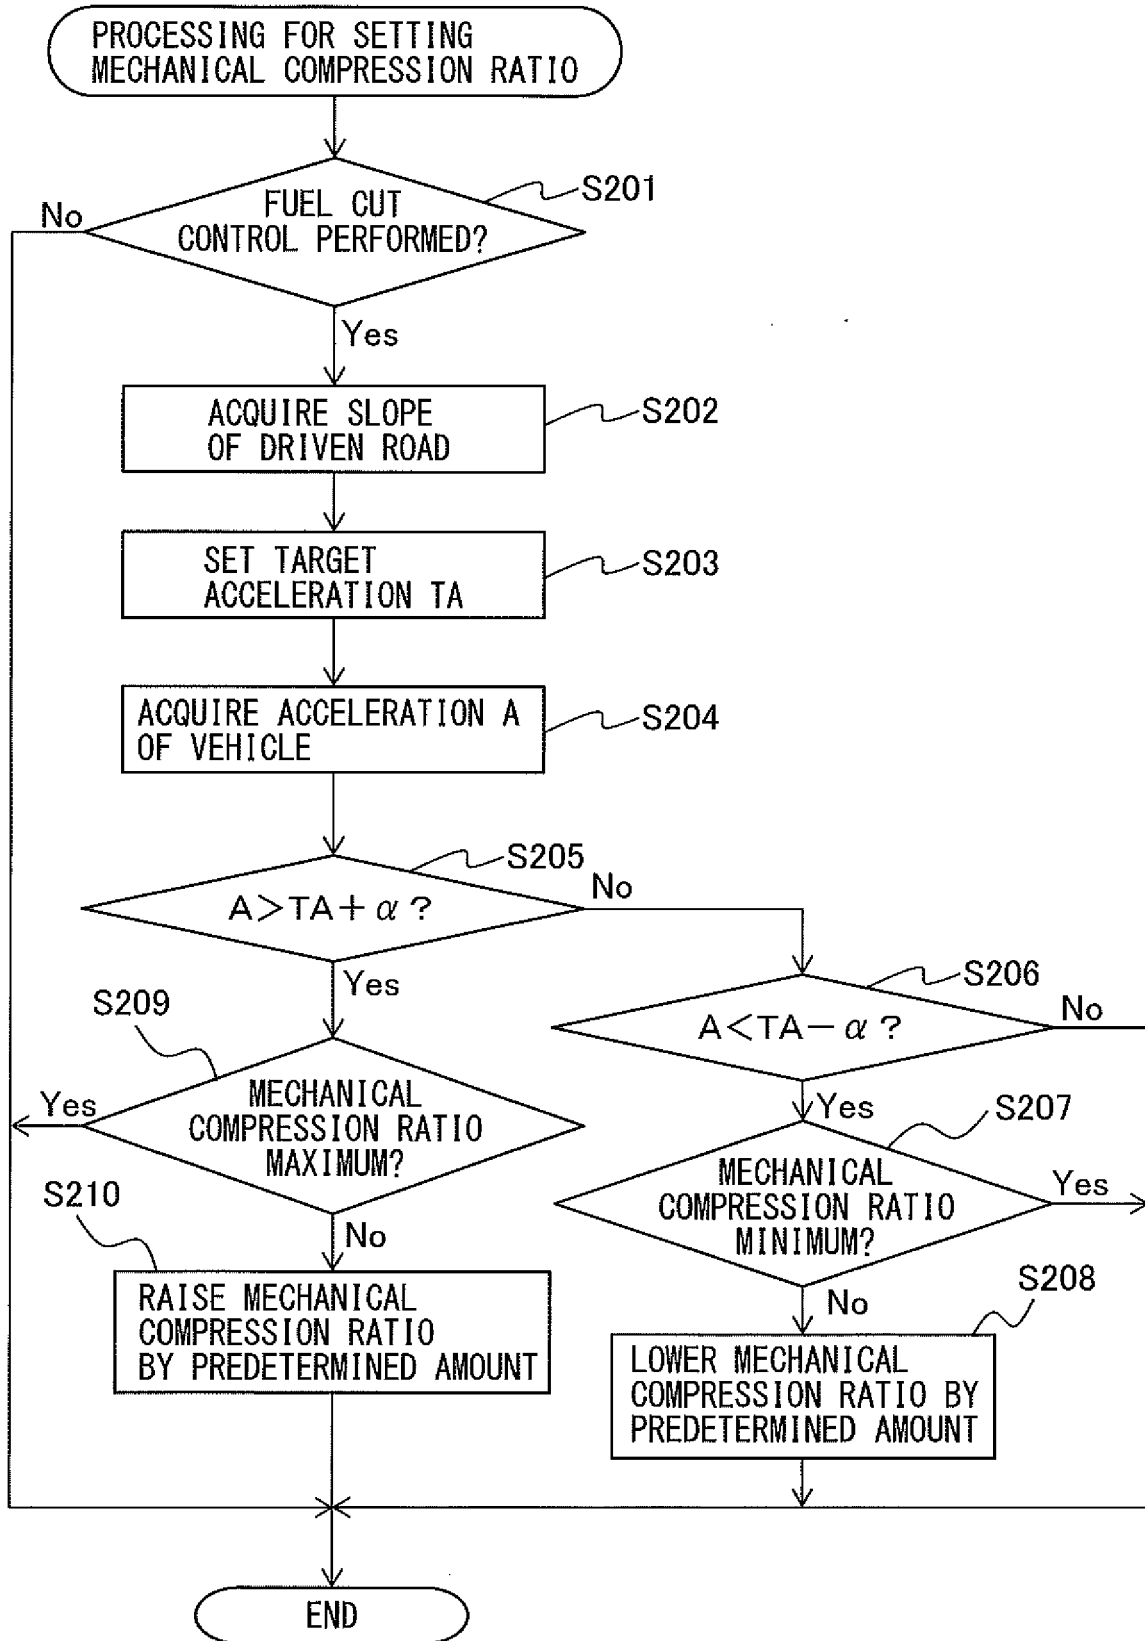 PROCESSING FOR SETTING
MECHANICAL COMPRESSION RATIO
S201
No
FUEL CUT
CONTROL PERFORMED?
Yes
ACQUIRE SLOPE
OF DRIVEN ROAD
S202
SET TARGET
ACCELERATION TA
S203
ACQUIRE ACCELERATION A
OF VEHICLE
S204
S205
A>TA+α?
No
Yes
S206
A<TA-α?
No
Yes
S209
MECHANICAL
COMPRESSION RATIO
MAXIMUM?
Yes
No
S207
MECHANICAL
COMPRESSION RATIO
MINIMUM?
Yes
No
S210
RAISE MECHANICAL
COMPRESSION RATIO
BY PREDETERMINED AMOUNT
S208
LOWER MECHANICAL
COMPRESSION RATIO BY
PREDETERMINED AMOUNT
END